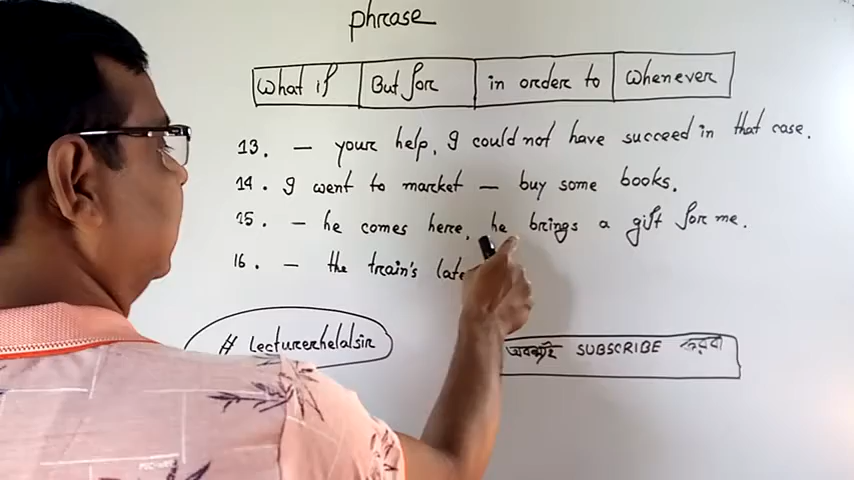 phrase
What if But for in order to Whenever
13. — your help, I could not have succeed in that case.
14. I went to market — buy some books.
15. — he comes here, he brings a gift for me.
16. — the train's late
# lecturerhelalsir
অবশ্যই SUBSCRIBE করবা